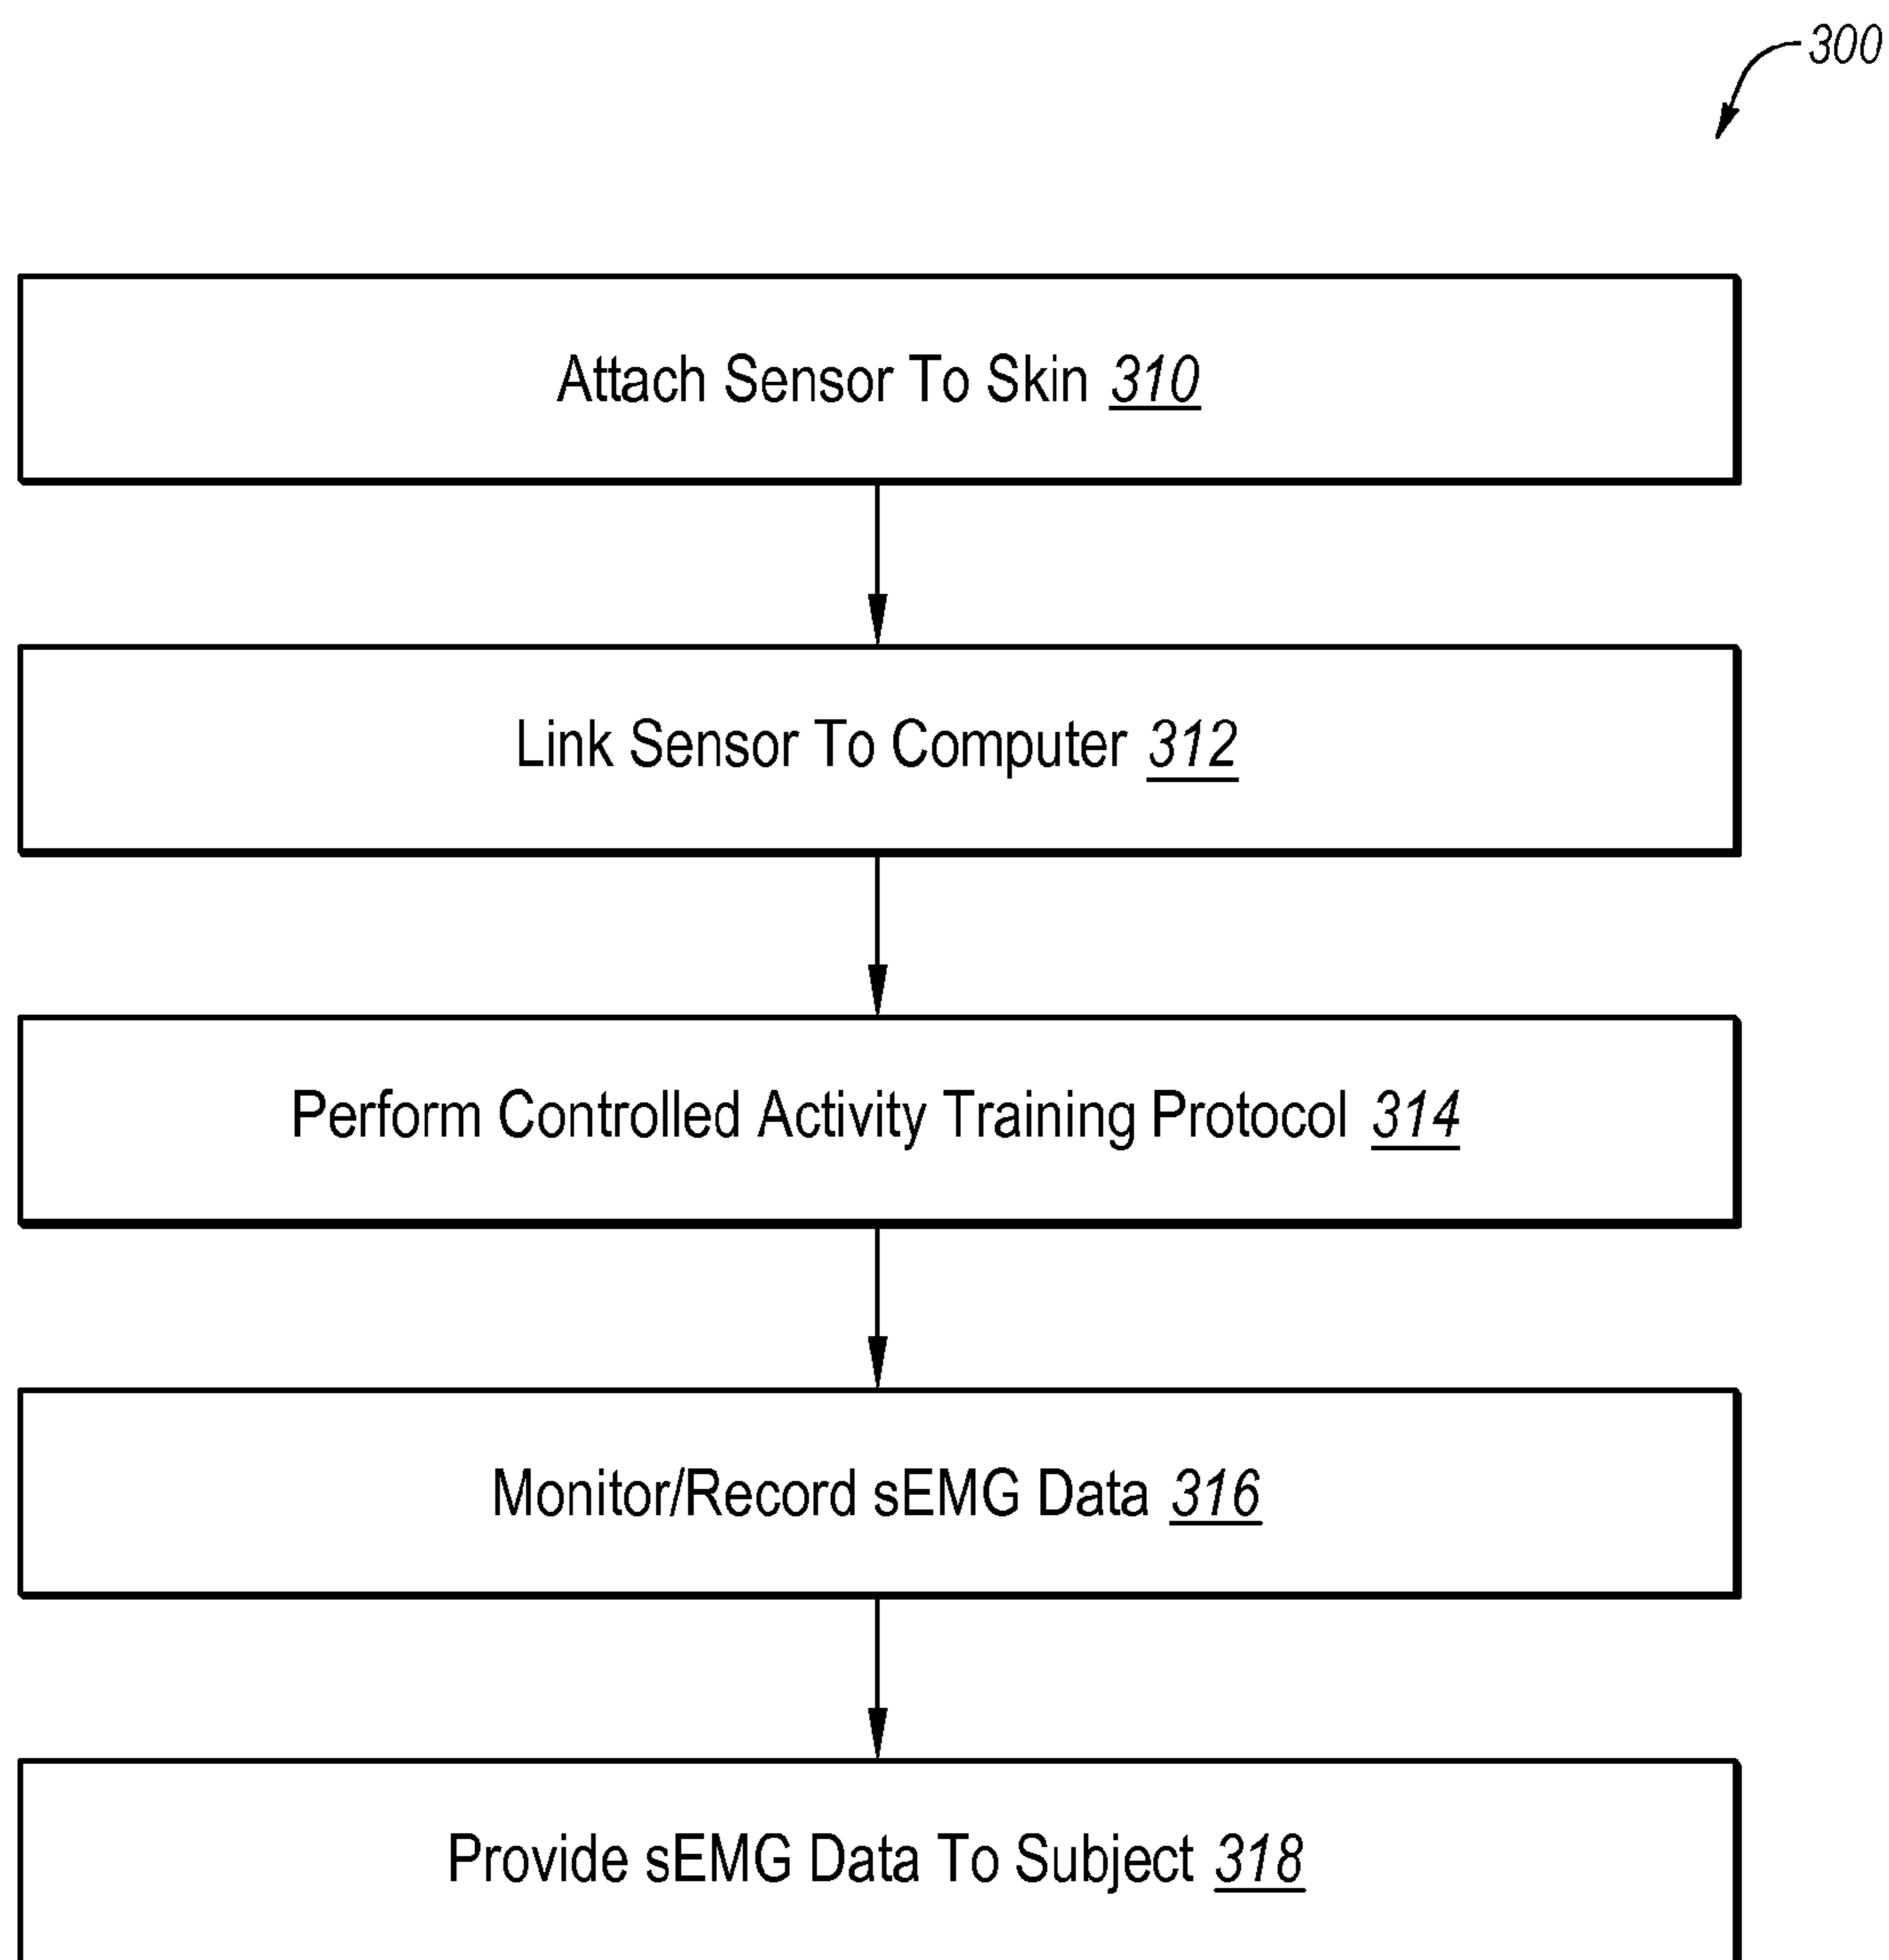 300
Attach Sensor To Skin 310
Link Sensor To Computer 312
Perform Controlled Activity Training Protocol 314
Monitor/Record sEMG Data 316
Provide sEMG Data To Subject 318